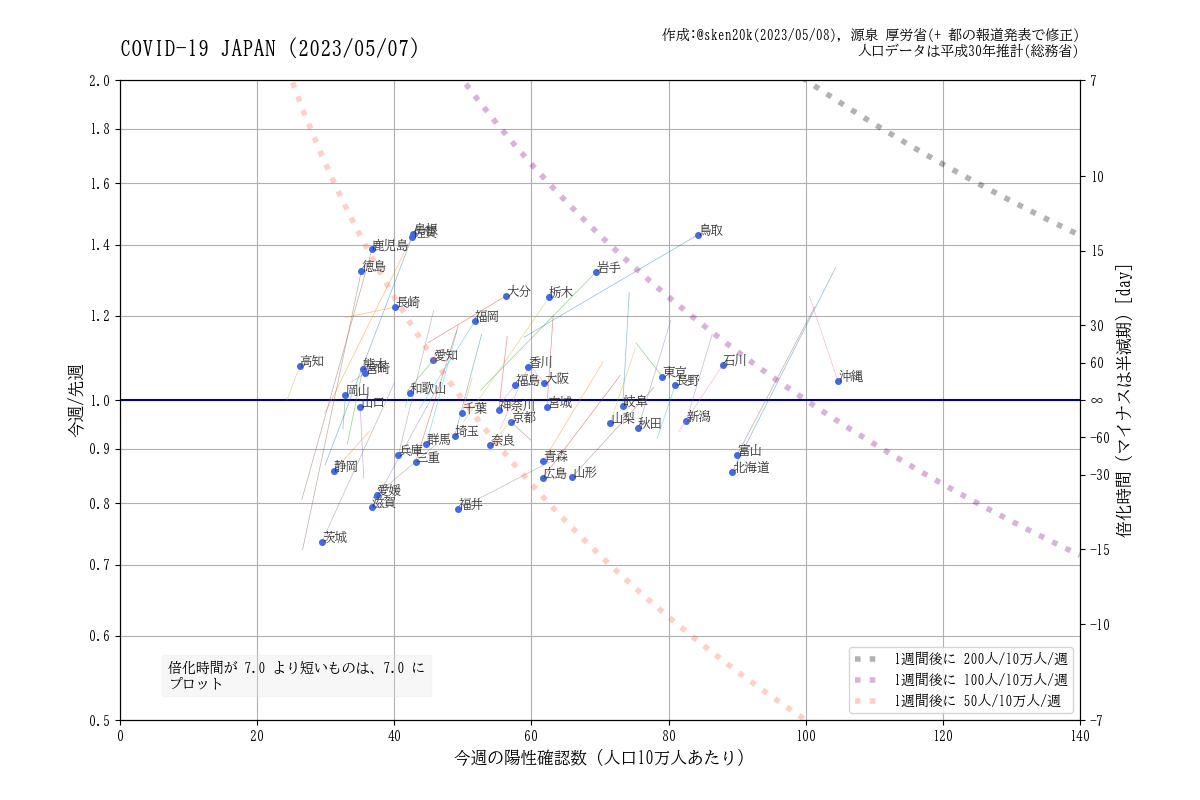 COVID-19 JAPAN (2023/05/07)
作成:@sken20k(2023/05/08), 源泉 厚労省(+ 都の報道発表で修正)
人口データは平成30年推計(総務省)
2.0
1.8
1.6
1.4
1.2
1.0
0.9
0.8
0.7
0.6
0.5
今週/先週
7
10
15
30
60
∞
-60
-30
-15
-10
-7
倍化時間 (マイナスは半減期) [day]
鳥取
島根
鹿児島
徳島
岩手
大分
栃木
長崎
福岡
愛知
高知
香川
石川
宮崎
大阪
東京
福島
長野
沖縄
岡山
和歌山
山口
千葉
神奈川
宮城
岐阜
京都
山梨
秋田
新潟
埼玉
群馬
奈良
兵庫
三重
青森
富山
静岡
広島
山形
北海道
愛媛
滋賀
福井
茨城
倍化時間が 7.0 より短いものは、7.0 に
プロット
1週間後に 200人/10万人/週
1週間後に 100人/10万人/週
1週間後に 50人/10万人/週
0
20
40
60
80
100
120
140
今週の陽性確認数 (人口10万人あたり)